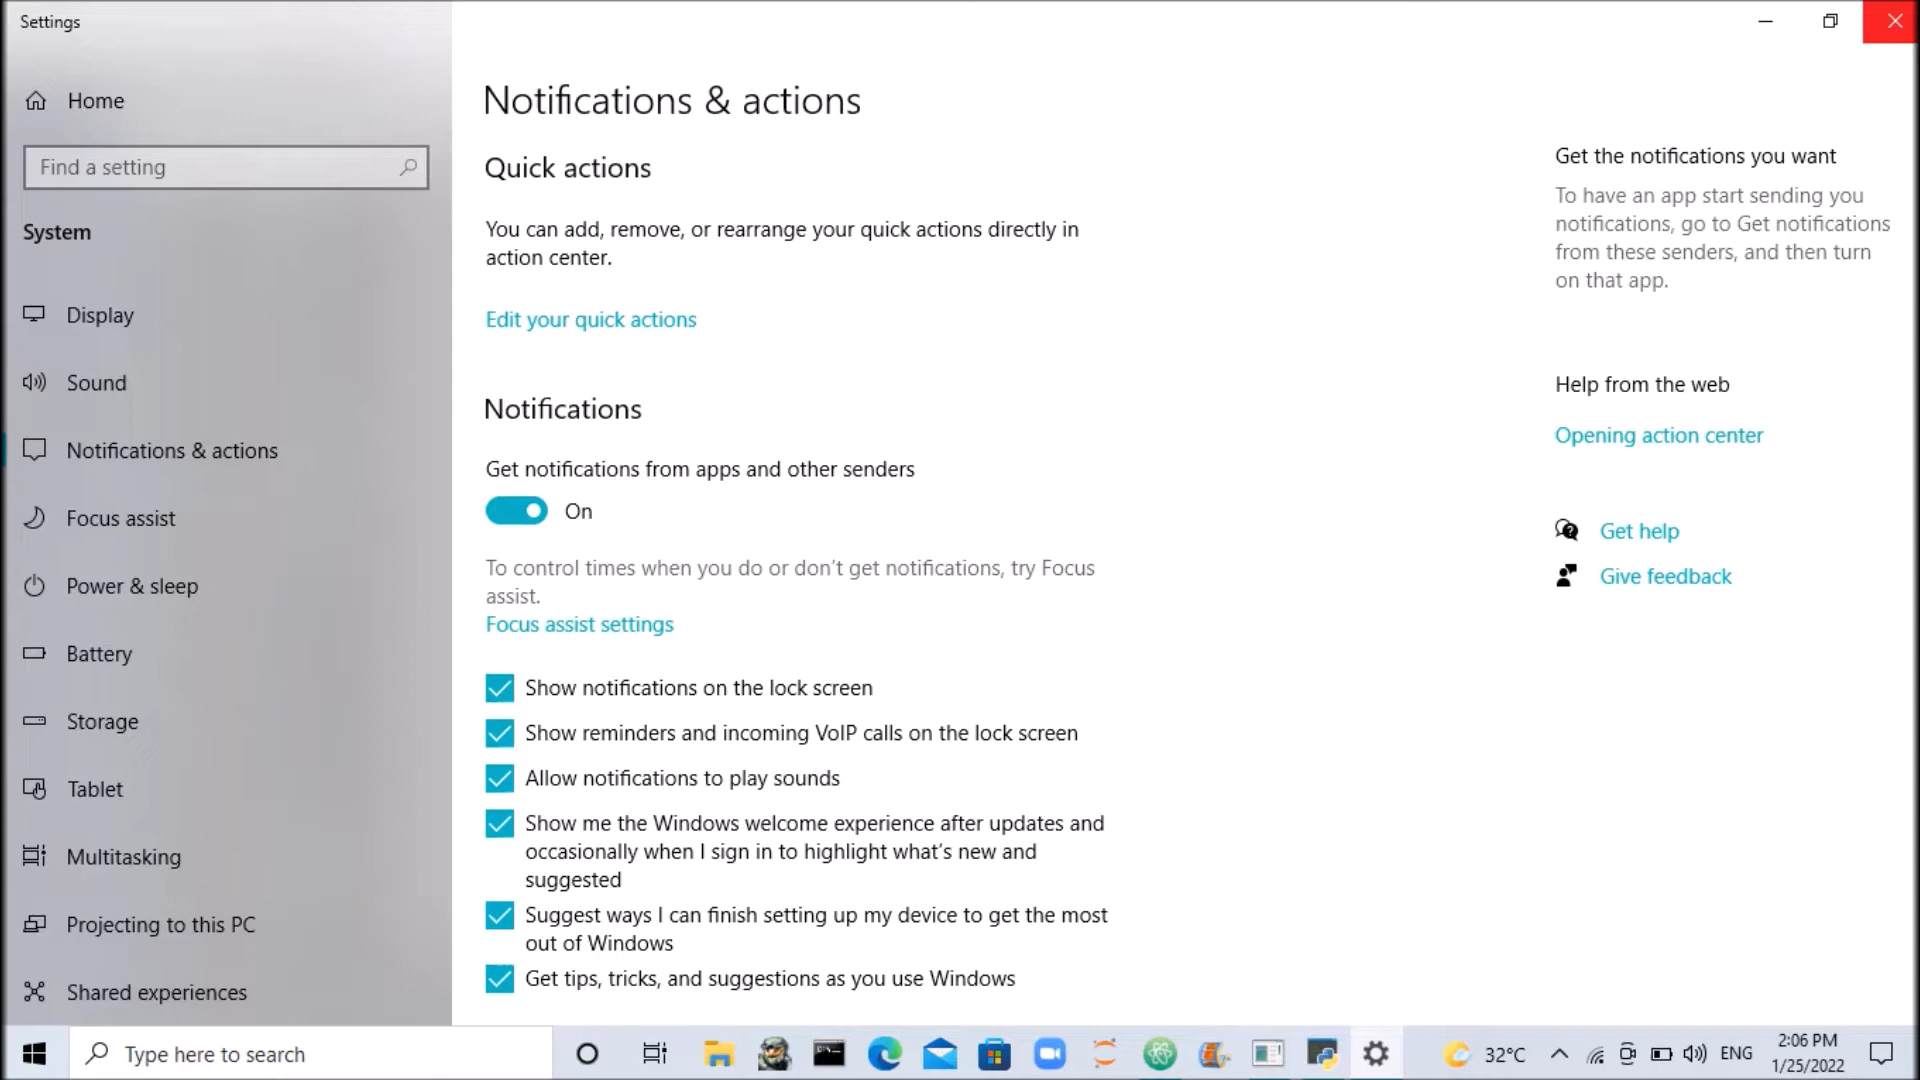 Settings
Home
Find a setting
System
Display
Sound
Notifications & actions
Focus assist
Power & sleep
Battery
Storage
Tablet
Multitasking
Projecting to this PC
Shared experiences
Notifications & actions
Quick actions
You can add, remove, or rearrange your quick actions directly in
action center.
Edit your quick actions
Notifications
Get notifications from apps and other senders
On
To control times when you do or don't get notifications, try Focus
assist.
Focus assist settings
Show notifications on the lock screen
Show reminders and incoming VoIP calls on the lock screen
Allow notifications to play sounds
Show me the Windows welcome experience after updates and
occasionally when I sign in to highlight what's new and
suggested
Suggest ways I can finish setting up my device to get the most
out of Windows
Get tips, tricks, and suggestions as you use Windows
Get the notifications you want
To have an app start sending you
notifications, go to Get notifications
from these senders, and then turn
on that app.
Help from the web
Opening action center
Get help
Give feedback
Type here to search
32°C
ENG
2:06 PM
1/25/2022